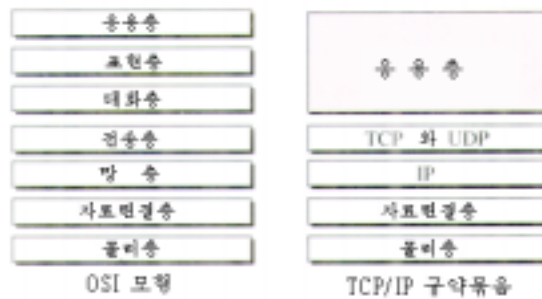 응용층
표현층
대화층
전송층
망 층
자료련결층
물리층
OSI 모형
응 용 층
TCP 와 UDP
IP
자료련결층
물리층
TCP/IP 규약묶음